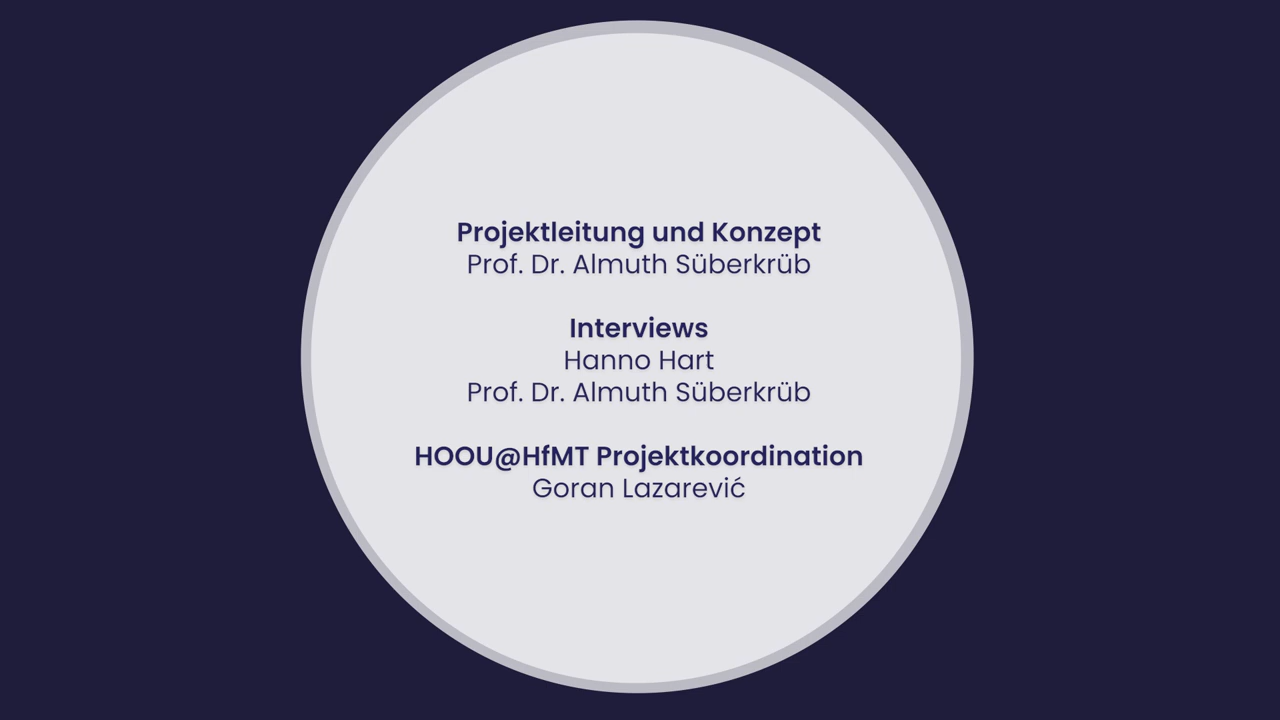 Projektleitung und Konzept
Prof. Dr. Almuth Süberkrüb
Interviews
Hanno Hart
Prof. Dr. Almuth Süberkrüb
HOOU@HfMT Projektkoordination
Goran Lazarević